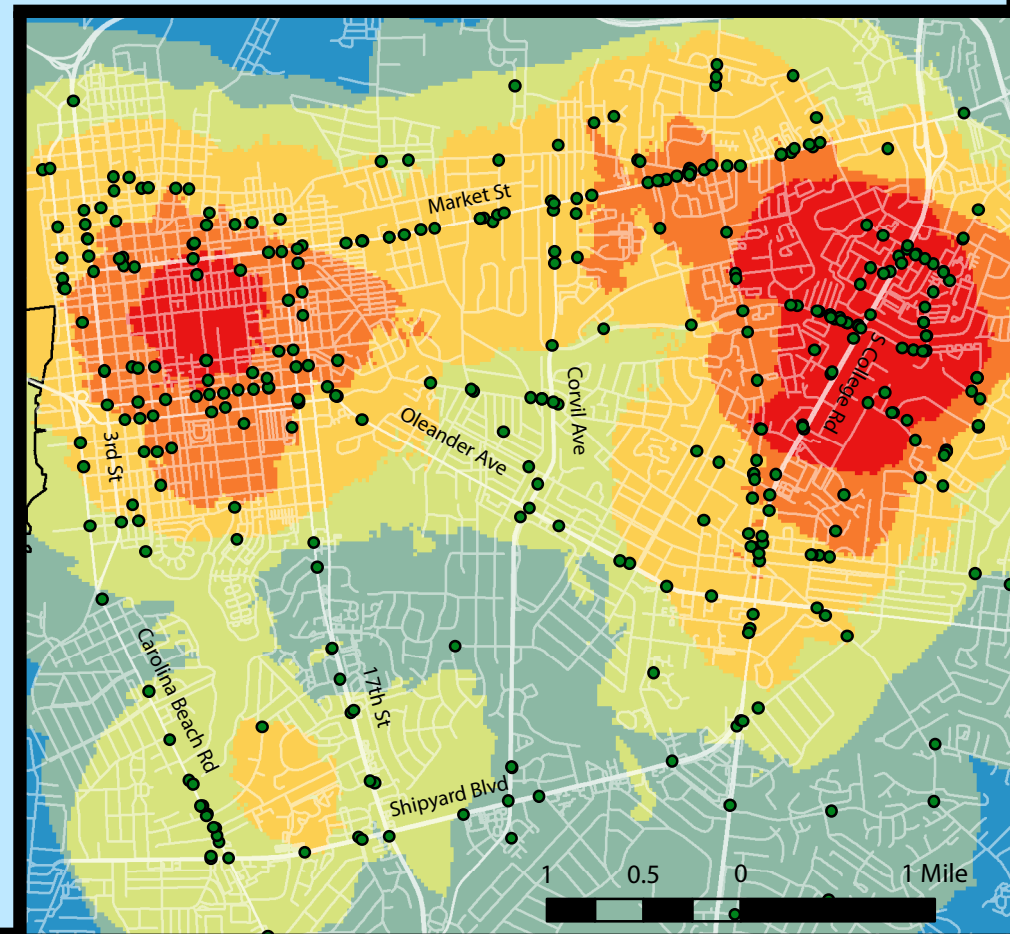 Market St
S College Rd
Corvil Ave
Oleander Ave
3rd St
Carolina Beach Rd
17th St
Shipyard Blvd
1 0.5 0 1 Mile